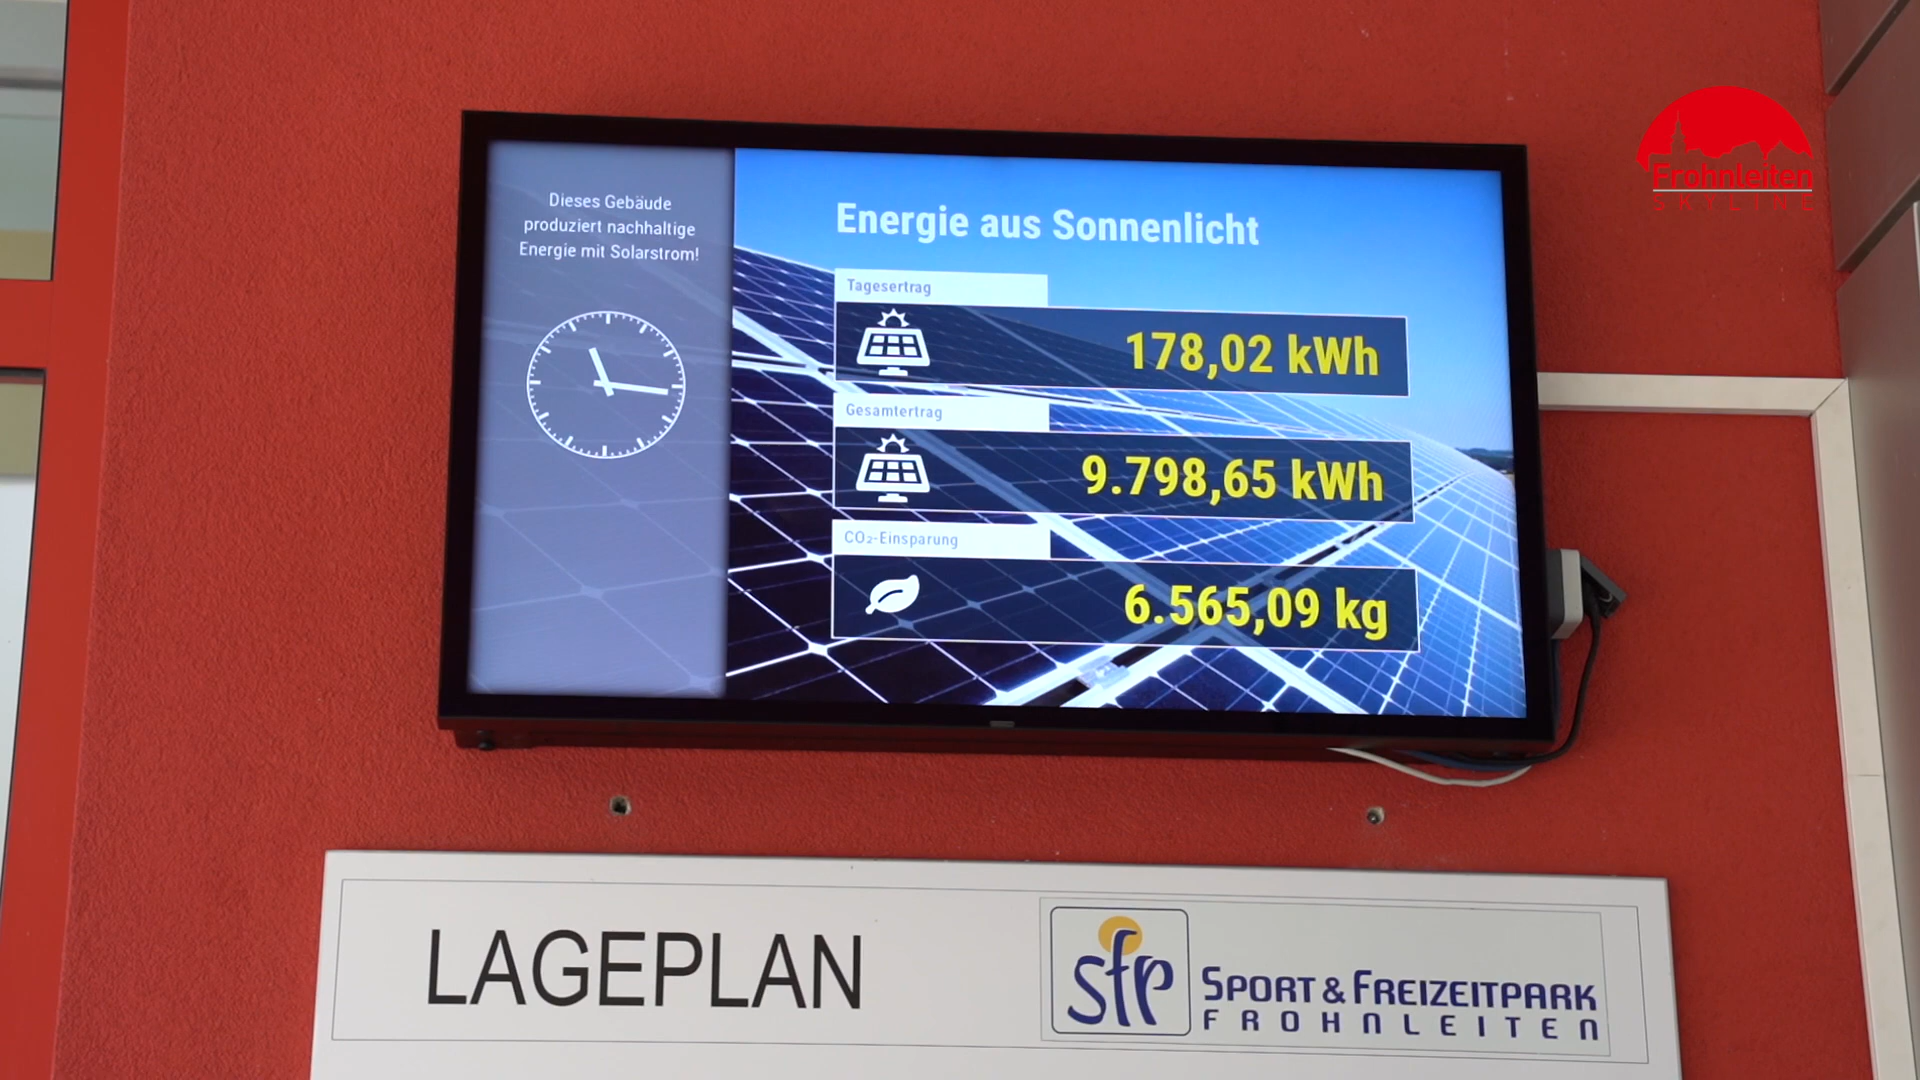 Frohnleiten
SKYLINE
Dieses Gebäude
produziert nachhaltige
Energie mit Solarstrom!
Energie aus Sonnenlicht
Tagesertrag
178,02 kWh
Gesamtertrag
9.798,65 kWh
CO₂-Einsparung
6.565,09 kg
LAGEPLAN
sfp
SPORT & FREIZEITPARK
FROHNLEITEN